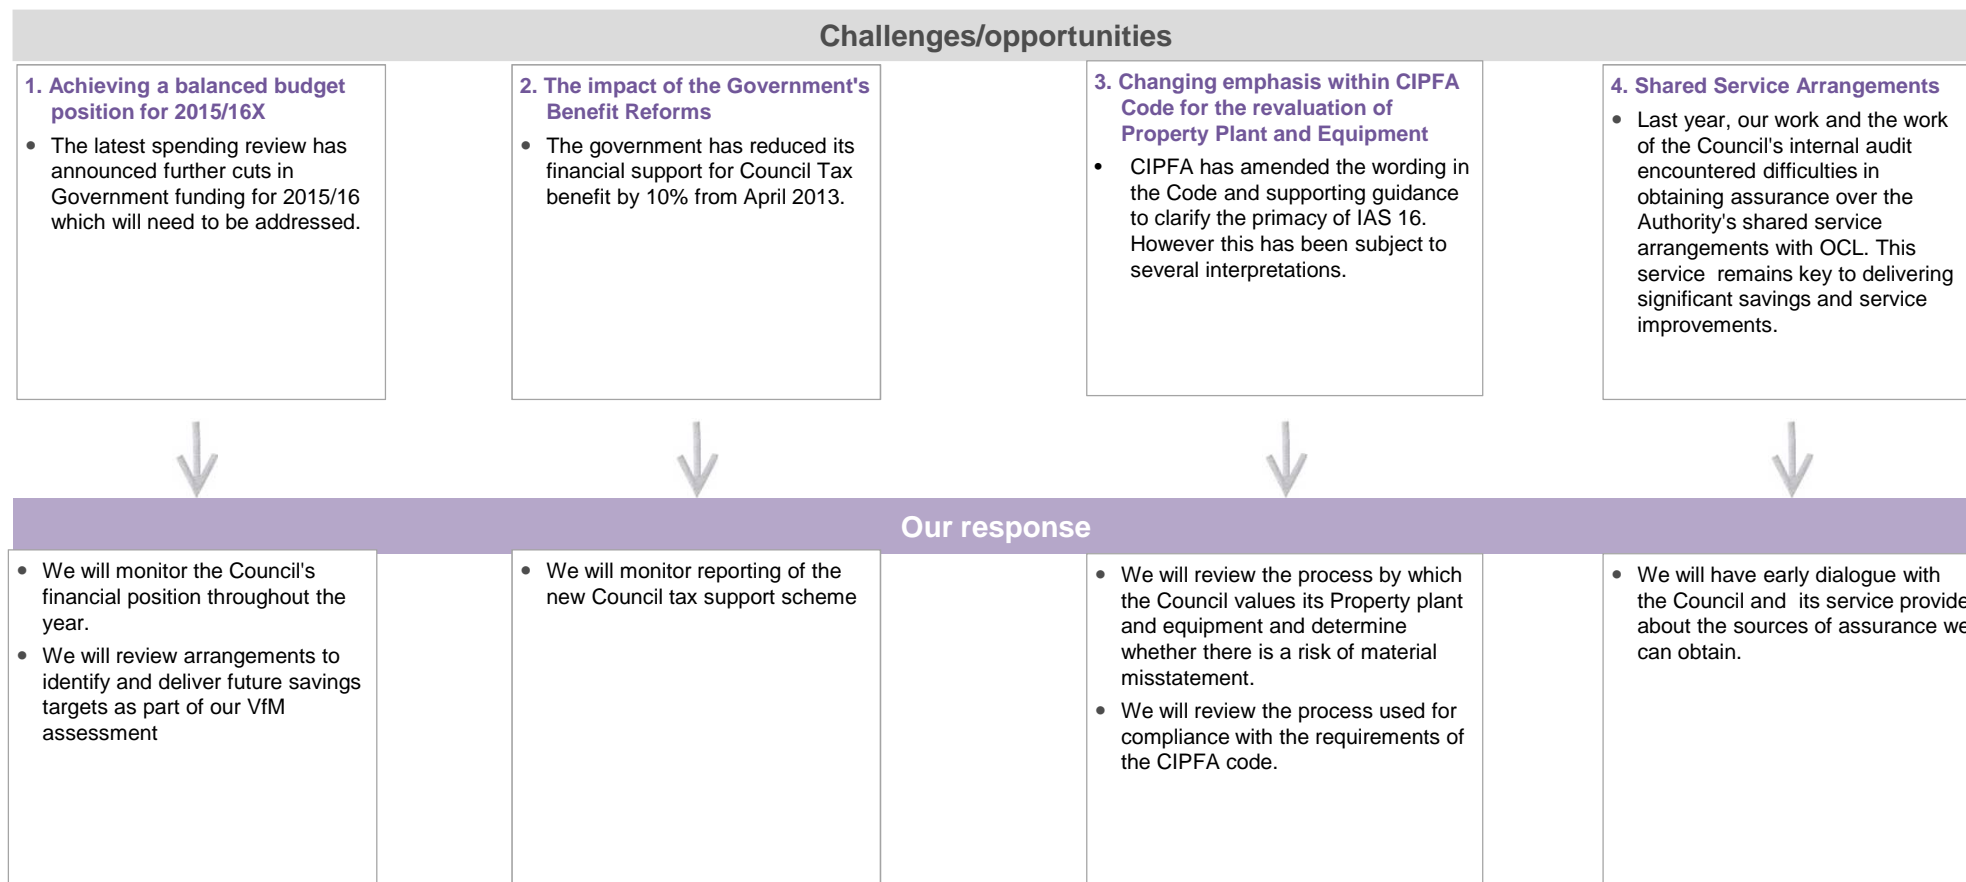 Challenges/opportunities
1. Achieving a balanced budget
position for 2015/16X
• The latest spending review has
announced further cuts in
Government funding for 2015/16
which will need to be addressed.
2. The impact of the Government's
Benefit Reforms
• The government has reduced its
financial support for Council Tax
benefit by 10% from April 2013.
3. Changing emphasis within CIPFA
Code for the revaluation of
Property Plant and Equipment
• CIPFA has amended the wording in
the Code and supporting guidance
to clarify the primacy of IAS 16.
However this has been subject to
several interpretations.
4. Shared Service Arrangements
• Last year, our work and the work
of the Council's internal audit
encountered difficulties in
obtaining assurance over the
Authority's shared service
arrangements with OCL. This
service remains key to delivering
significant savings and service
improvements.
Our response
• We will monitor the Council's
financial position throughout the
year.
• We will review arrangements to
identify and deliver future savings
targets as part of our VfM
assessment
• We will monitor reporting of the
new Council tax support scheme
• We will review the process by which
the Council values its Property plant
and equipment and determine
whether there is a risk of material
misstatement.
• We will review the process used for
compliance with the requirements of
the CIPFA code.
• We will have early dialogue with
the Council and its service provide
about the sources of assurance we
can obtain.